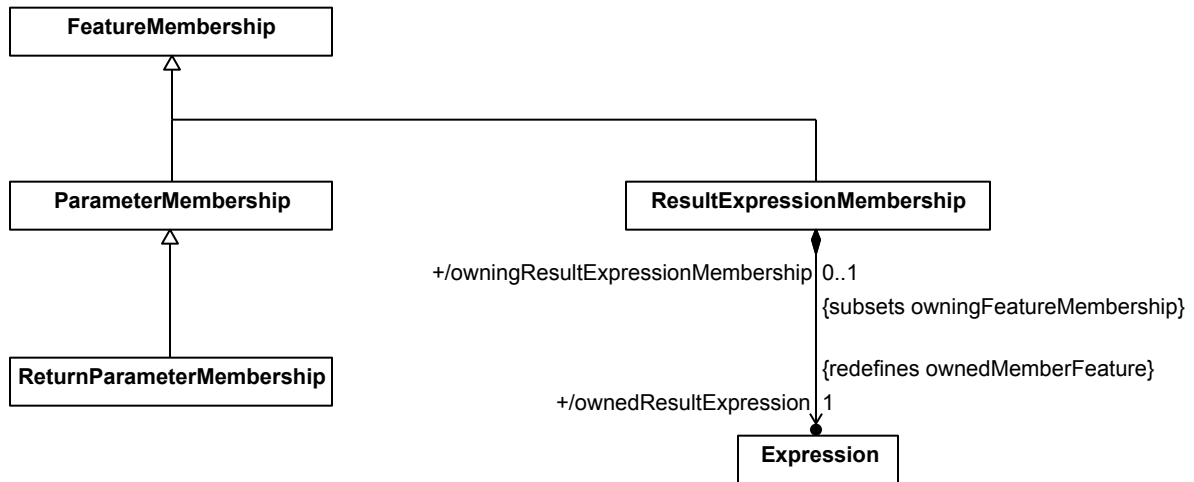 FeatureMembership
ParameterMembership
ResultExpressionMembership
+/owningResultExpressionMembership 0..1
{subsets owningFeatureMembership}
ReturnParameterMembership
{redefines ownedMemberFeature}
+/ownedResultExpression 1
Expression